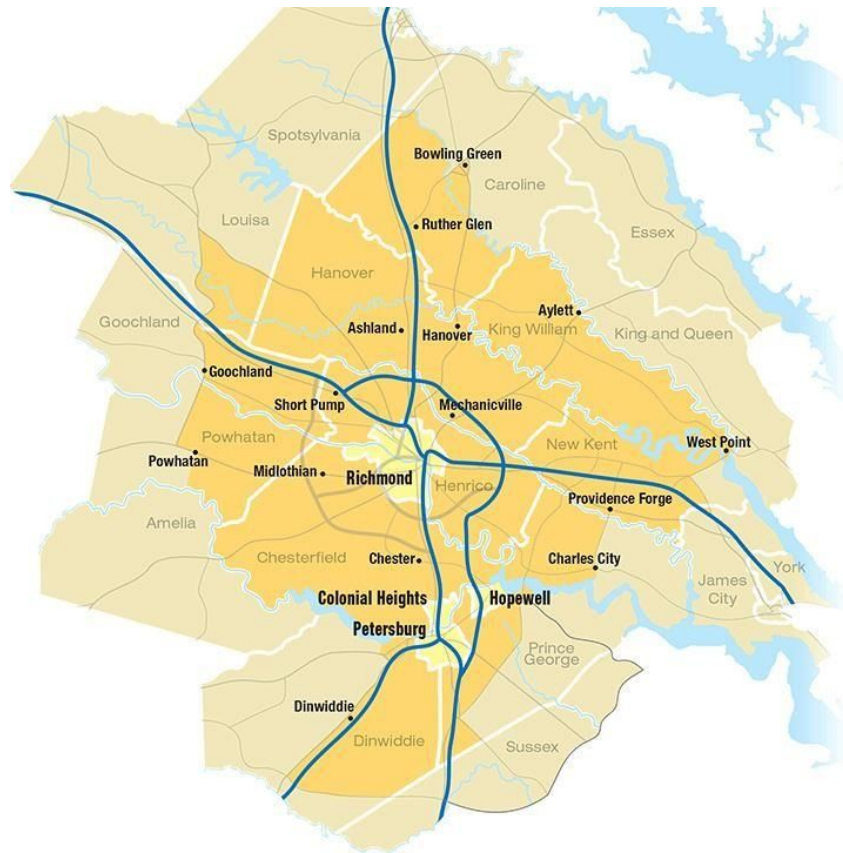 Spotsylvania
Bowling Green
Caroline
Louisa
Ruther Glen
Essex
Hanover
Aylett
Goochland
Ashland
Hanover
King William
King and Queen
Goochland
Short Pump
Mechanicville
Powhatan
New Kent
West Point
Powhatan
Midlothian
Richmond
Henrico
Providence Forge
Amelia
Chesterfield
Chester
Charles City
York
James
City
Colonial Heights
Hopewell
Petersburg
Prince
George
Dinwiddie
Dinwiddie
Sussex